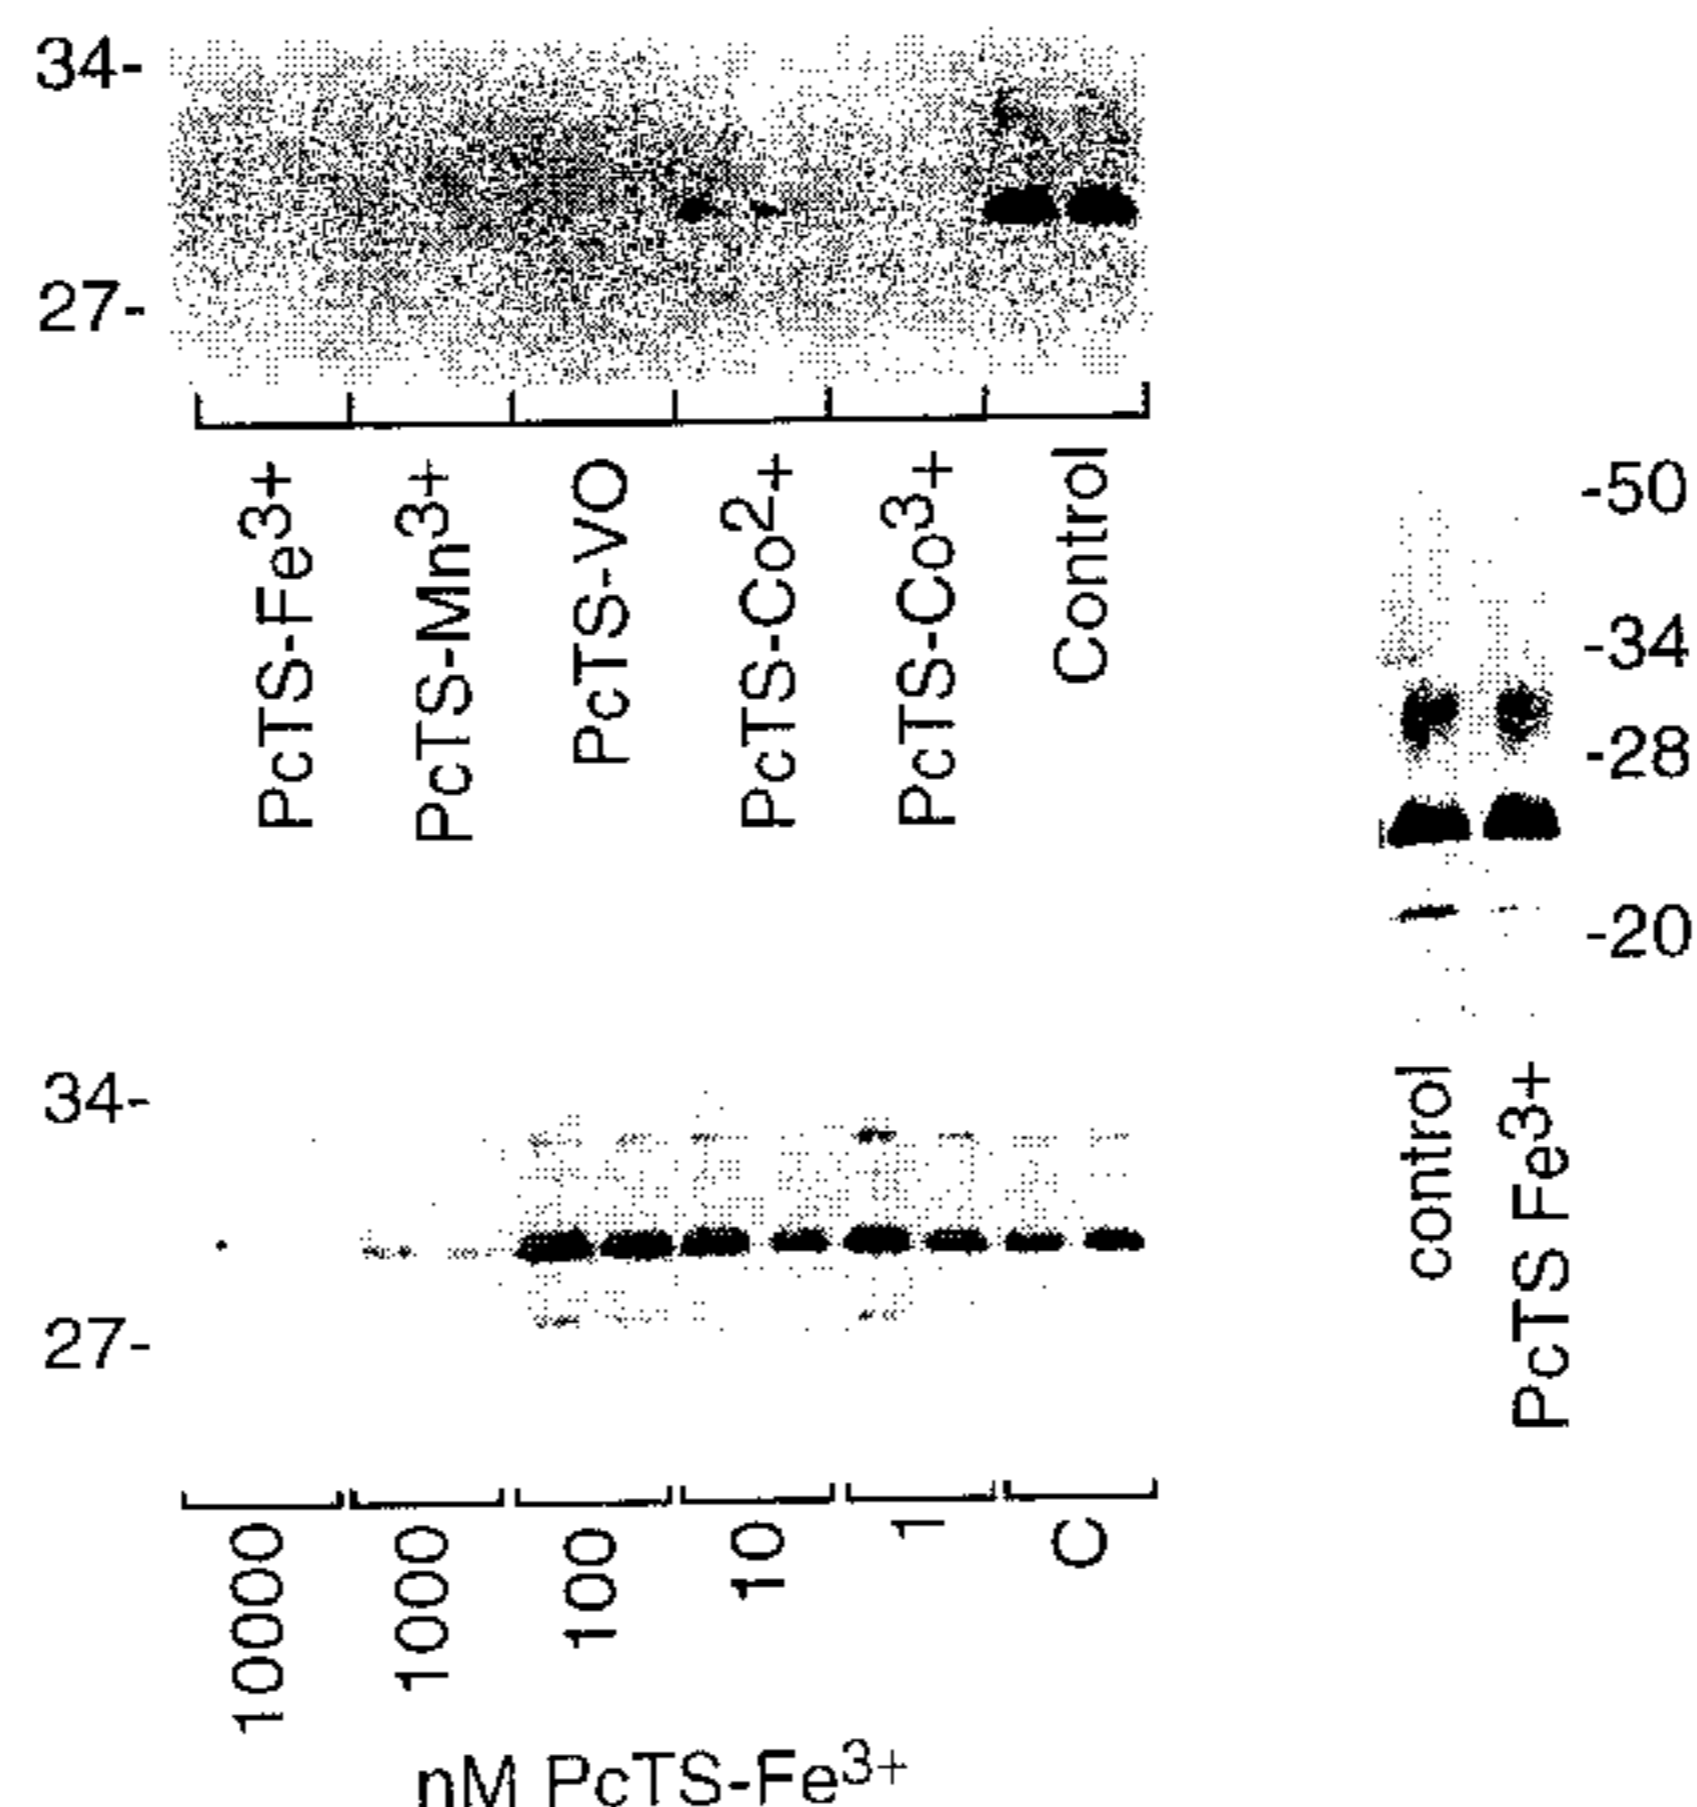 34-
27-
PcTS-Fe3+
PcTS-Mn3+
PcTS-VO
PcTS-Co2+
PcTS-Co3+
Control
-50
-34
-28
-20
control
PcTS Fe3+
34-
27-
10000
1000
100
10
1
C
nM PcTS-Fe3+